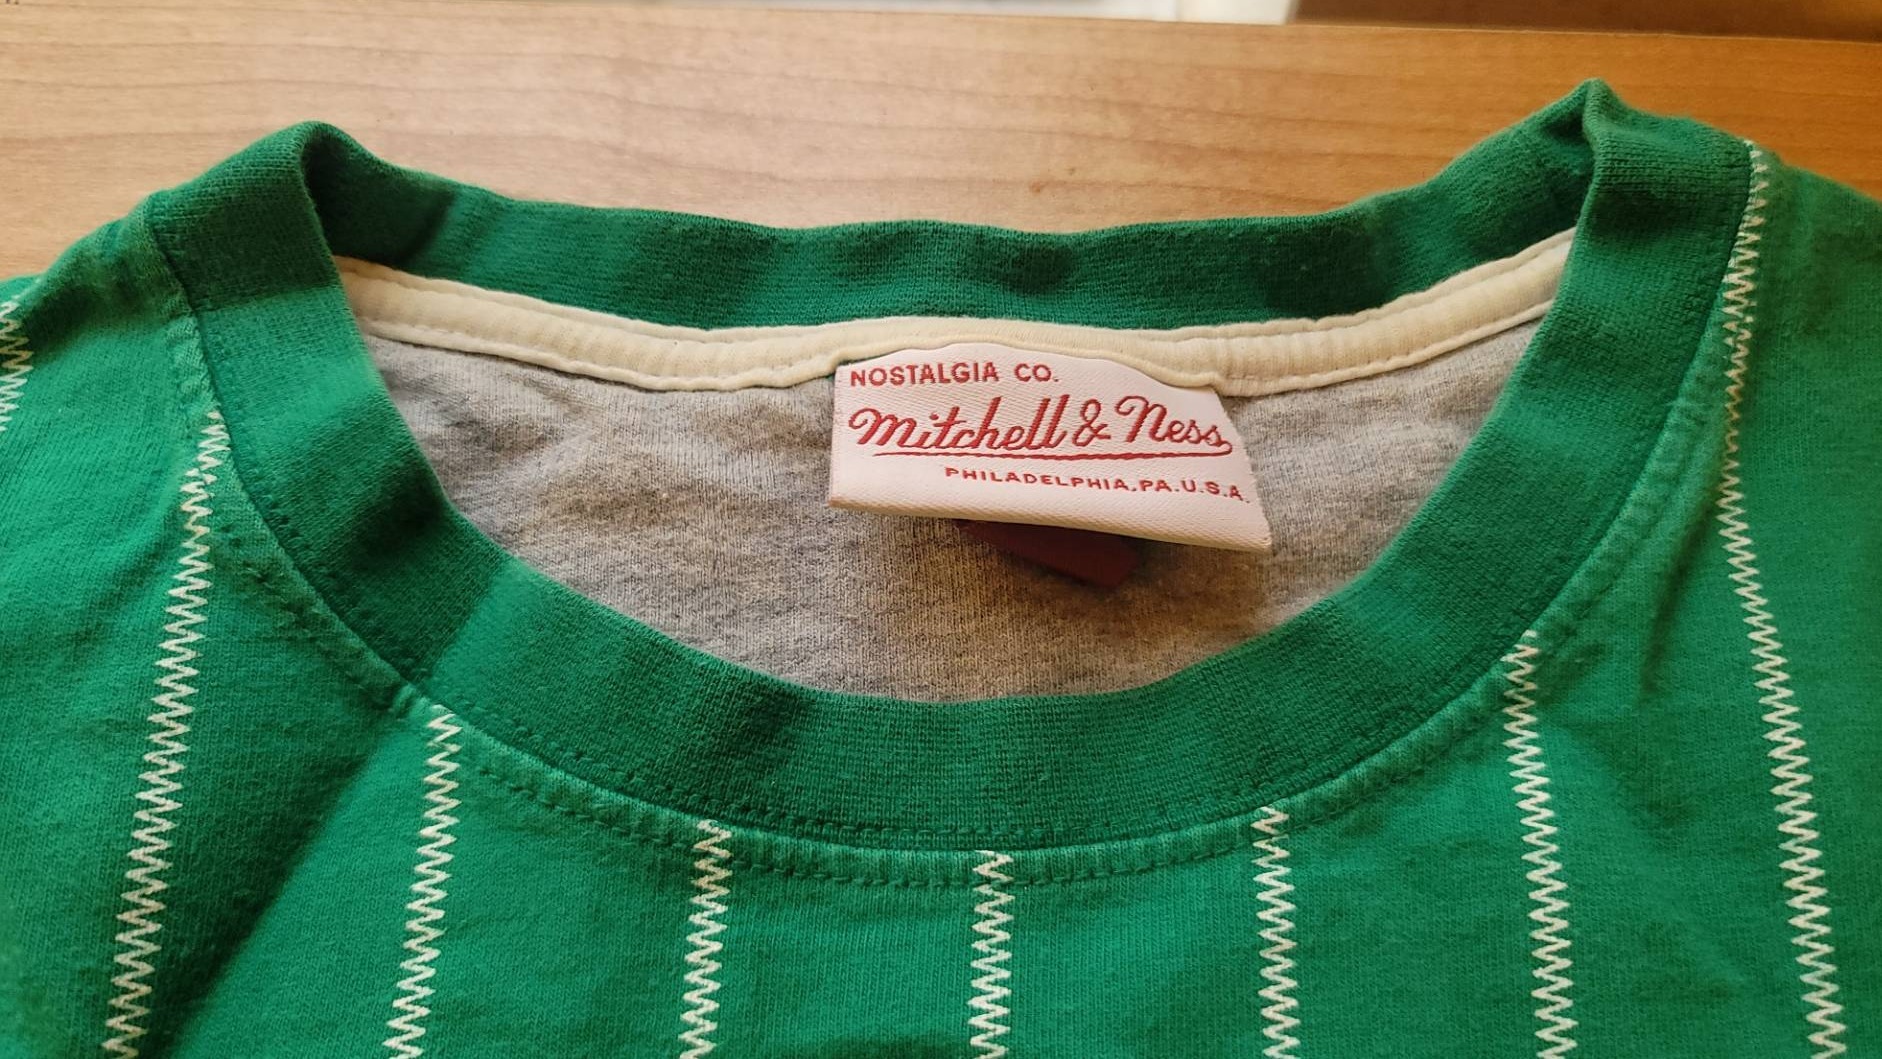 NOSTALGIA CO.
Mitchell & Ness
PHILADELPHIA, PA. U.S.A.